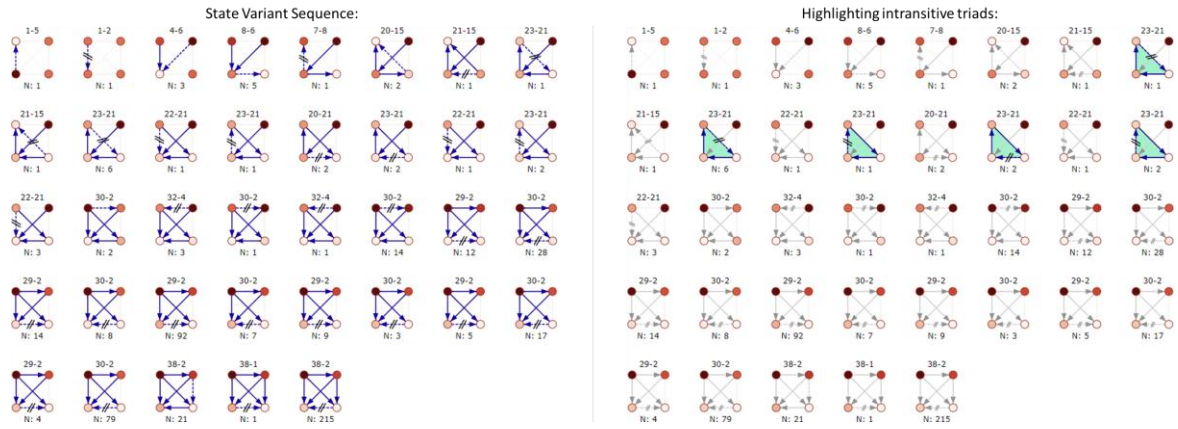 State Variant Sequence:
1-5 1-2 4-6 8-6 7-8 20-15 21-15 23-21
N: 1 N: 1 N: 3 N: 5 N: 1 N: 2 N: 1 N: 1
21-15 23-21 22-21 23-21 20-21 23-21 22-21 23-21
N: 1 N: 6 N: 1 N: 1 N: 2 N: 2 N: 1 N: 2
22-21 30-2 32-4 30-2 32-4 30-2 29-2 30-2
N: 3 N: 2 N: 3 N: 1 N: 1 N: 14 N: 12 N: 28
29-2 30-2 29-2 30-2 29-2 30-2 29-2 30-2
N: 14 N: 8 N: 92 N: 7 N: 9 N: 3 N: 5 N: 17
29-2 30-2 38-2 38-1 38-2
N: 4 N: 79 N: 21 N: 1 N: 215
Highlighting intransitive triads:
1-5 1-2 4-6 8-6 7-8 20-15 21-15 23-21
N: 1 N: 1 N: 3 N: 5 N: 1 N: 2 N: 1 N: 1
21-15 23-21 22-21 23-21 20-21 23-21 22-21 23-21
N: 1 N: 6 N: 1 N: 1 N: 2 N: 2 N: 1 N: 2
22-21 30-2 32-4 30-2 32-4 30-2 29-2 30-2
N: 3 N: 2 N: 3 N: 1 N: 1 N: 14 N: 12 N: 28
29-2 30-2 29-2 30-2 29-2 30-2 29-2 30-2
N: 14 N: 8 N: 92 N: 7 N: 9 N: 3 N: 5 N: 17
29-2 30-2 38-2 38-1 38-2
N: 4 N: 79 N: 21 N: 1 N: 215